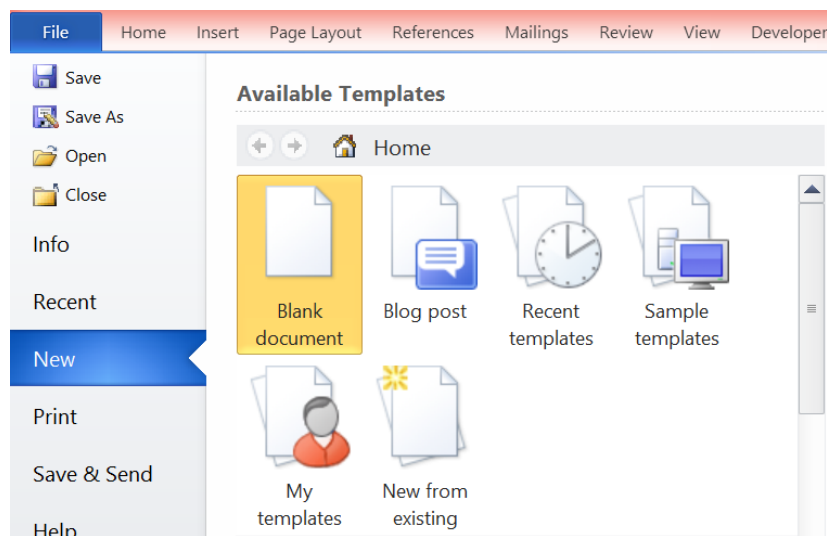 File Home Insert Page Layout References Mailings Review View Developer
Save
Save As
Open
Close
Info
Recent
New
Print
Save & Send
Help
Available Templates
Home
Blank document
Blog post
Recent templates
Sample templates
My templates
New from existing